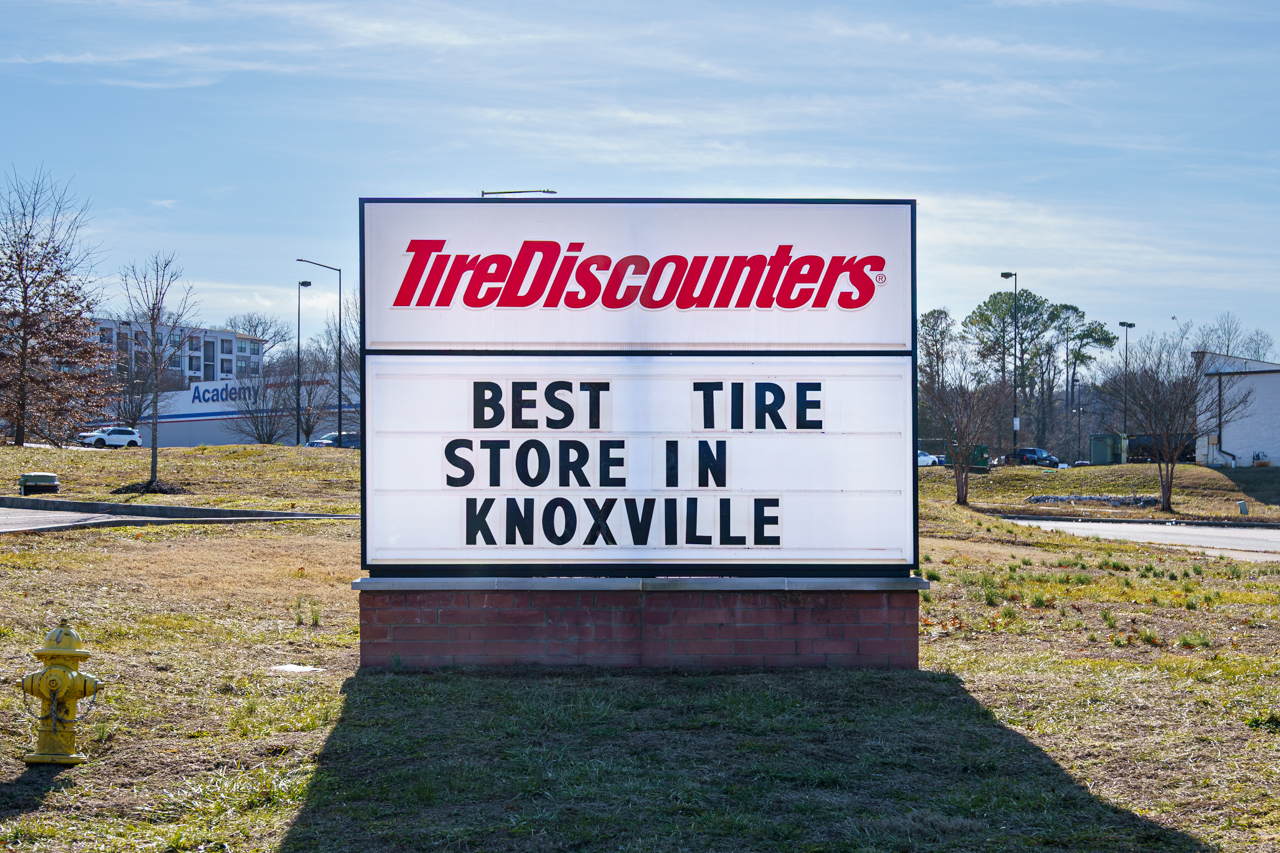 TireDiscounters®
BEST TIRE
STORE IN
KNOXVILLE
Academy